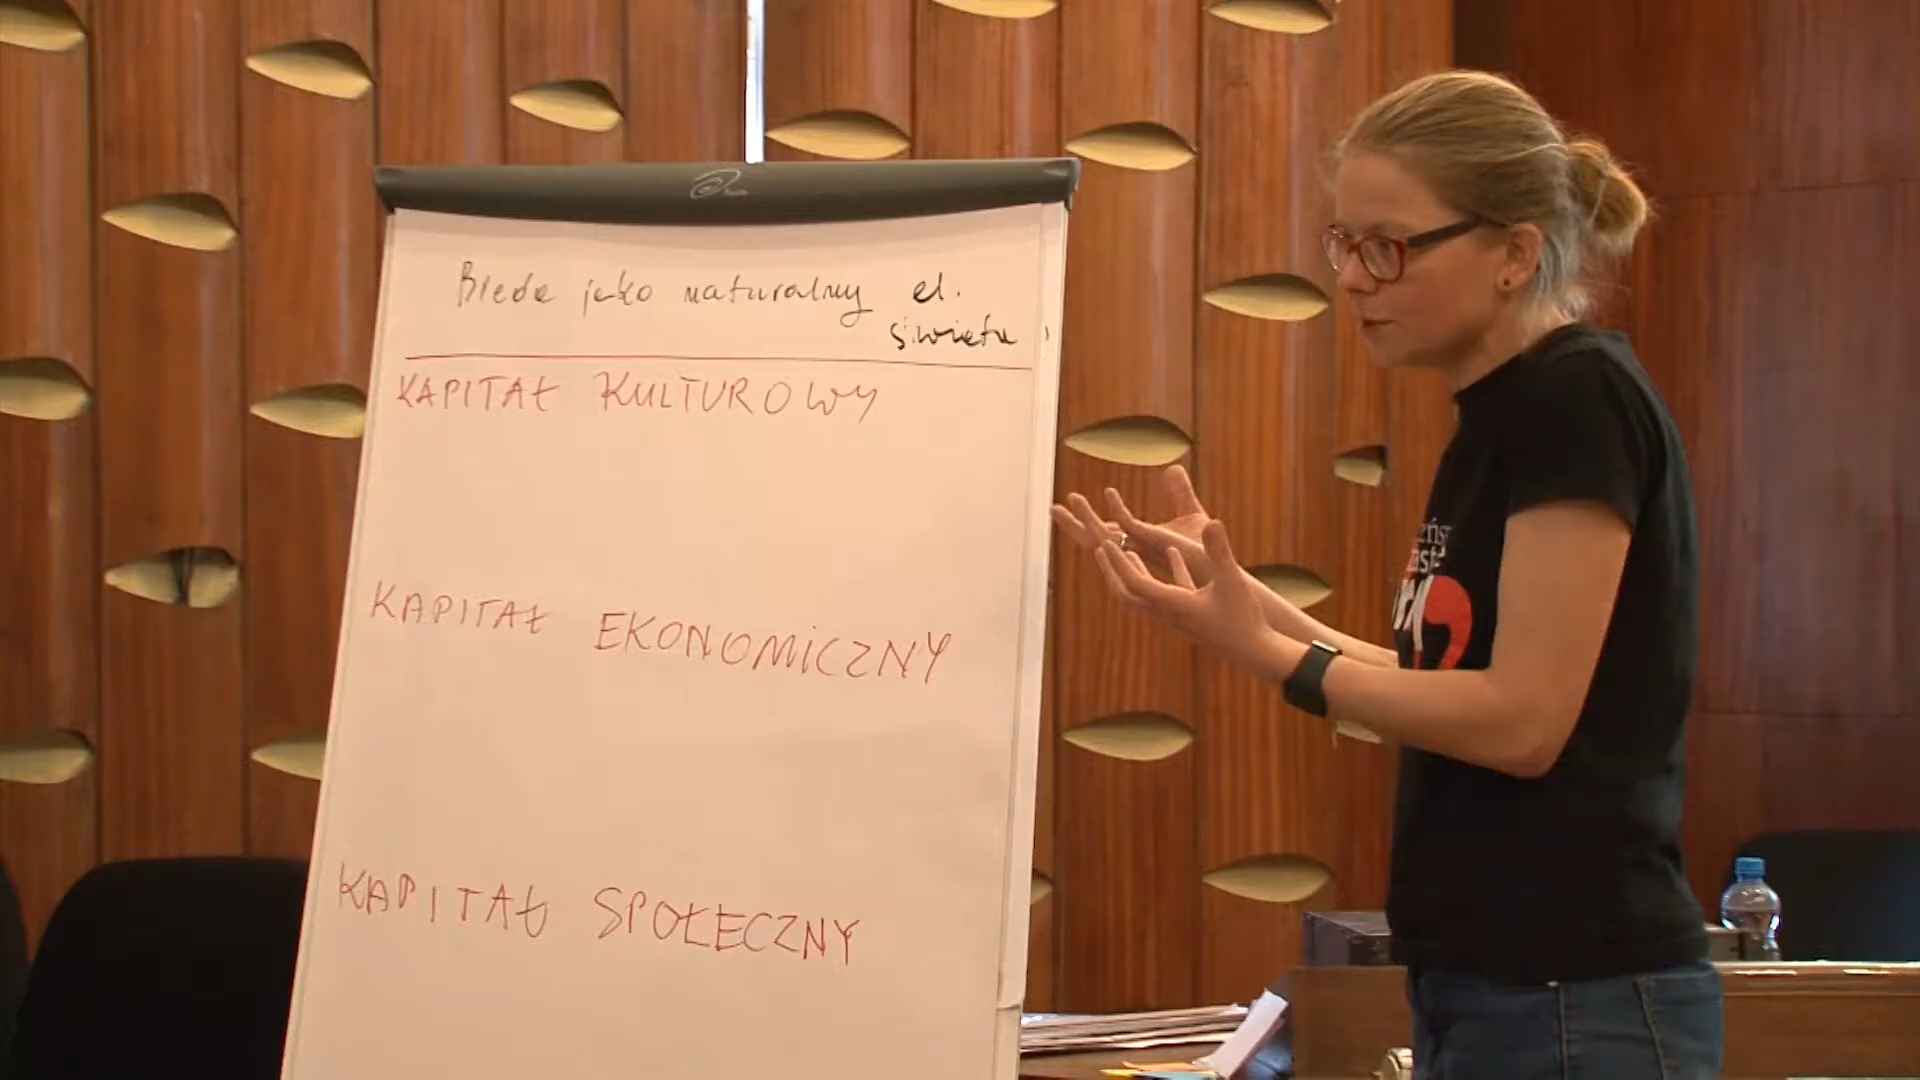 Bieda jako naturalny el.
świata
KAPITAŁ KULTUROWY
KAPITAŁ EKONOMICZNY
KAPITAŁ SPOŁECZNY